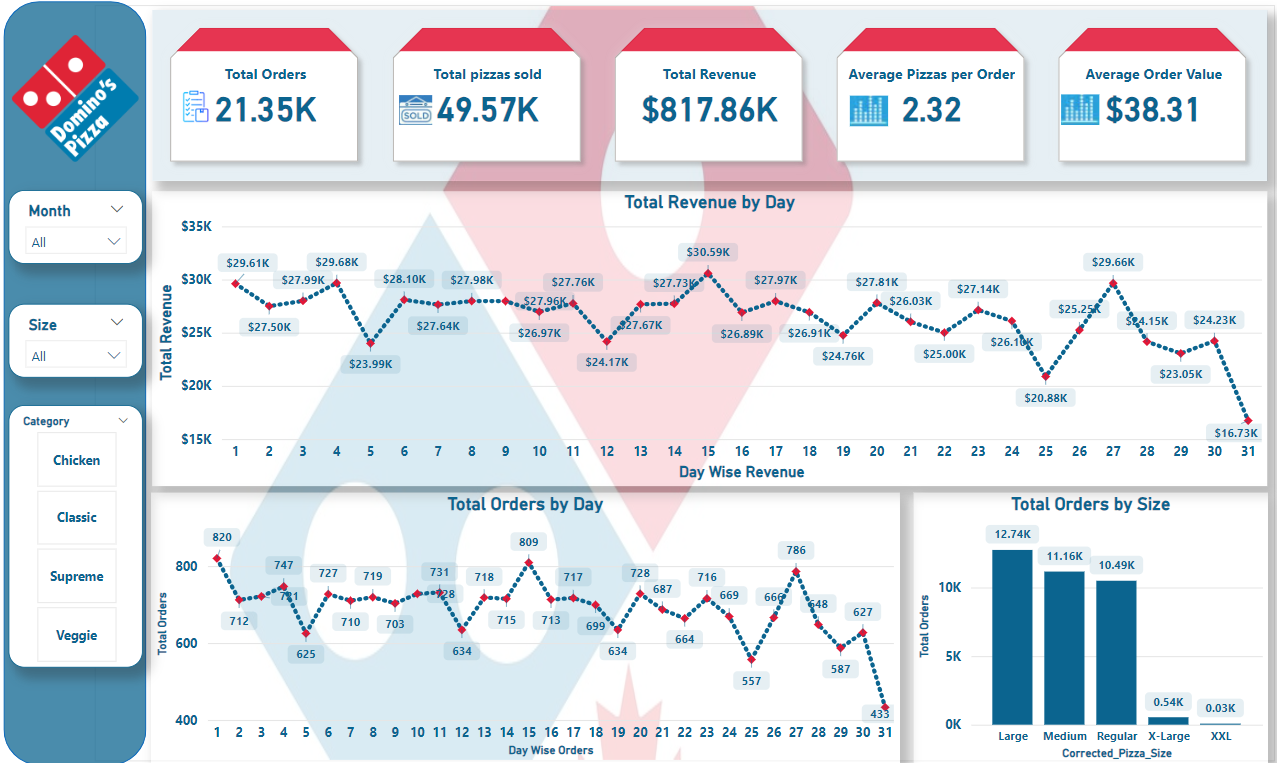 Domino's
Pizza
Total Orders
21.35K
Total pizzas sold
SOLD
49.57K
Total Revenue
$817.86K
Average Pizzas per Order
2.32
Average Order Value
$38.31
Month
All
Size
All
Category
Chicken
Classic
Supreme
Veggie
Total Revenue by Day
Total Revenue
$35K
$30K
$25K
$20K
$15K
$29.61K
$27.50K
$27.99K
$29.68K
$23.99K
$28.10K
$27.64K
$27.98K
$27.96K
$26.97K
$27.76K
$24.17K
$27.67K
$27.73K
$30.59K
$26.89K
$27.97K
$26.91K
$24.76K
$27.81K
$26.03K
$25.00K
$27.14K
$26.10K
$20.88K
$25.25K
$29.66K
$24.15K
$23.05K
$24.23K
$16.73K
1 2 3 4 5 6 7 8 9 10 11 12 13 14 15 16 17 18 19 20 21 22 23 24 25 26 27 28 29 30 31
Day Wise Revenue
Total Orders by Day
Total Orders
800
600
400
820
712
721
747
625
727
710
719
703
728
731
634
718
715
809
713
717
699
634
728
687
664
716
669
557
666
786
648
587
627
433
1 2 3 4 5 6 7 8 9 10 11 12 13 14 15 16 17 18 19 20 21 22 23 24 25 26 27 28 29 30 31
Day Wise Orders
Total Orders by Size
Total Orders
10K
5K
0K
12.74K
11.16K
10.49K
0.54K
0.03K
Large Medium Regular X-Large XXL
Corrected_Pizza_Size